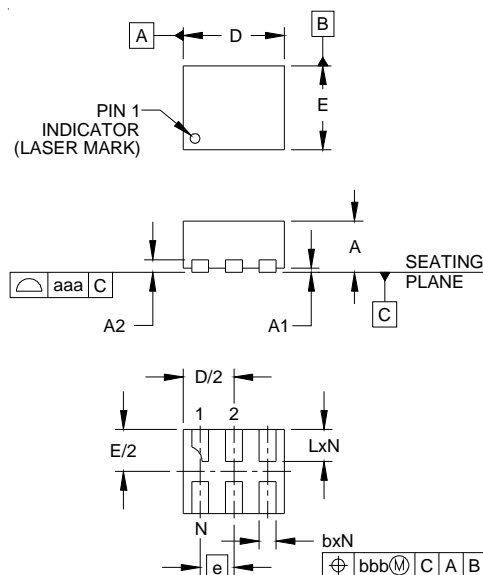 A
D
B
E
PIN 1
INDICATOR
(LASER MARK)
A
SEATING
PLANE
aaa C
C
A2
A1
D/2
1 2
E/2
LxN
N
bxN
e
bbb M C A B